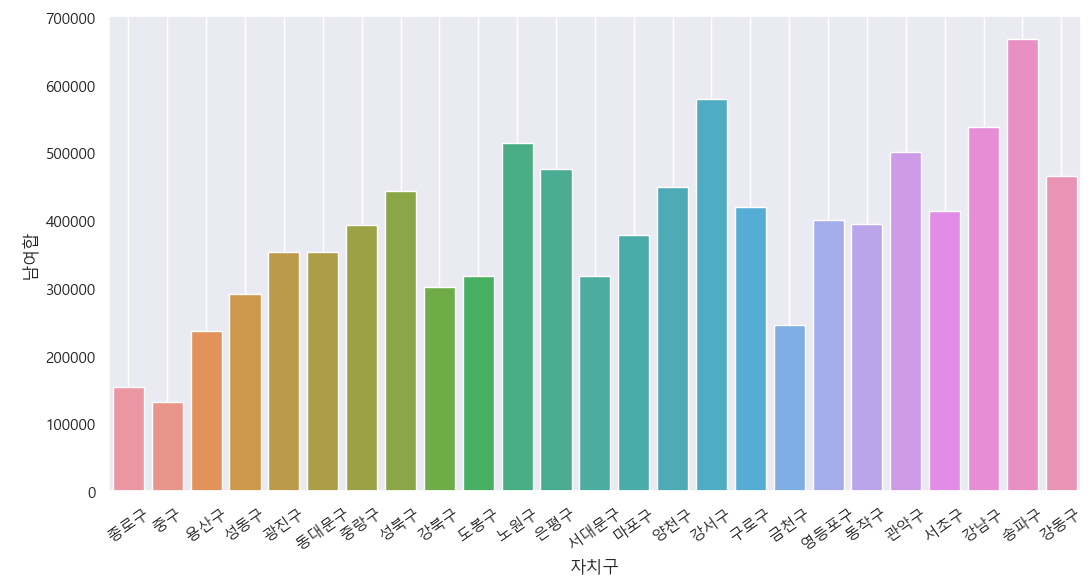 700000
600000
500000
400000
300000
200000
100000
0
남여합
종로구
중구
용산구
성동구
광진구
동대문구
중랑구
성북구
강북구
도봉구
노원구
은평구
서대문구
마포구
양천구
강서구
구로구
금천구
영등포구
동작구
관악구
서초구
강남구
송파구
강동구
자치구